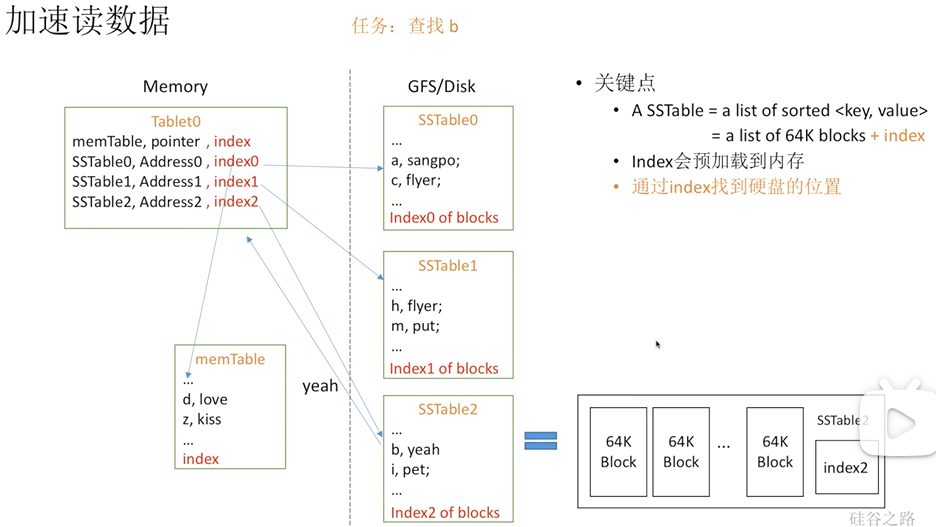 加速读数据
任务：查找 b
Memory
Tablet0
memTable, pointer , index
SSTable0, Address0 , index0
SSTable1, Address1 , index1
SSTable2, Address2 , index2
memTable
...
d, love
z, kiss
...
index
yeah
GFS/Disk
SSTable0
...
a, sangpo;
c, flyer;
...
Index0 of blocks
SSTable1
...
h, flyer;
m, put;
...
Index1 of blocks
SSTable2
...
b, yeah
i, pet;
...
Index2 of blocks
• 关键点
• A SSTable = a list of sorted <key, value>
= a list of 64K blocks + index
• Index会预加载到内存
• 通过index找到硬盘的位置
64K
Block
64K
Block
...
64K
Block
SSTable2
index2
硅谷之路